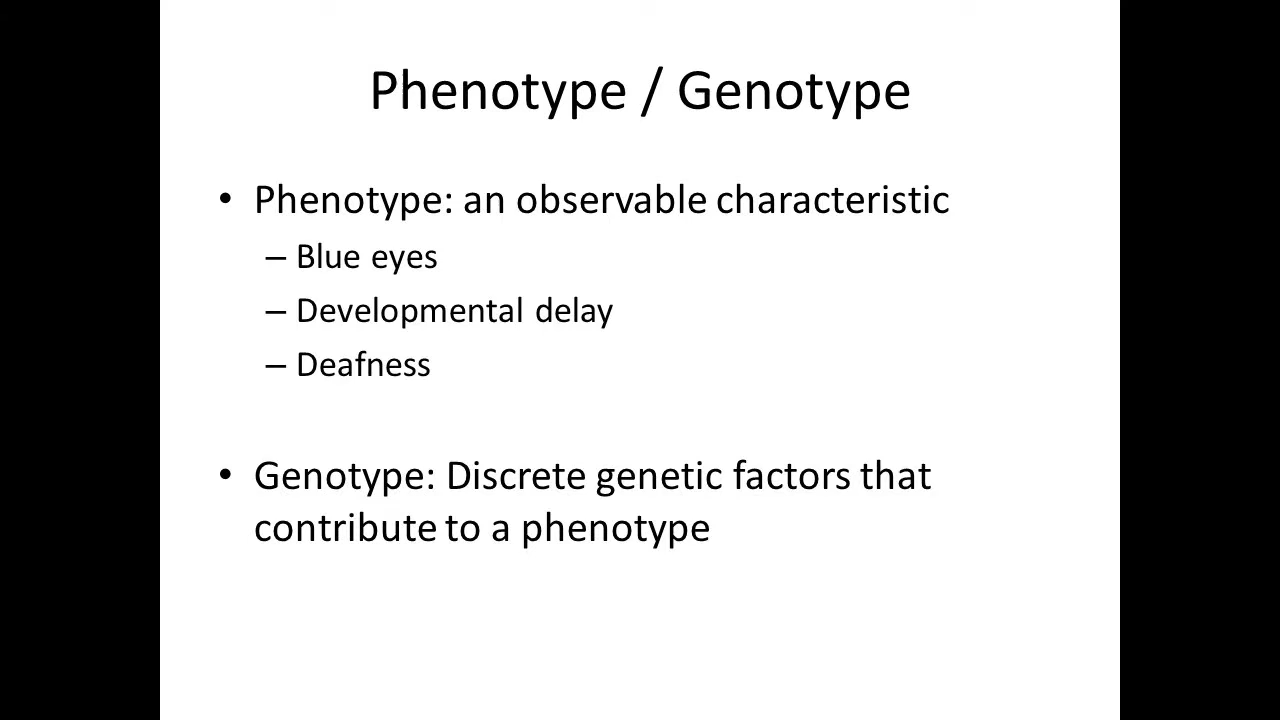 Phenotype / Genotype
• Phenotype: an observable characteristic
– Blue eyes
– Developmental delay
– Deafness
• Genotype: Discrete genetic factors that
contribute to a phenotype